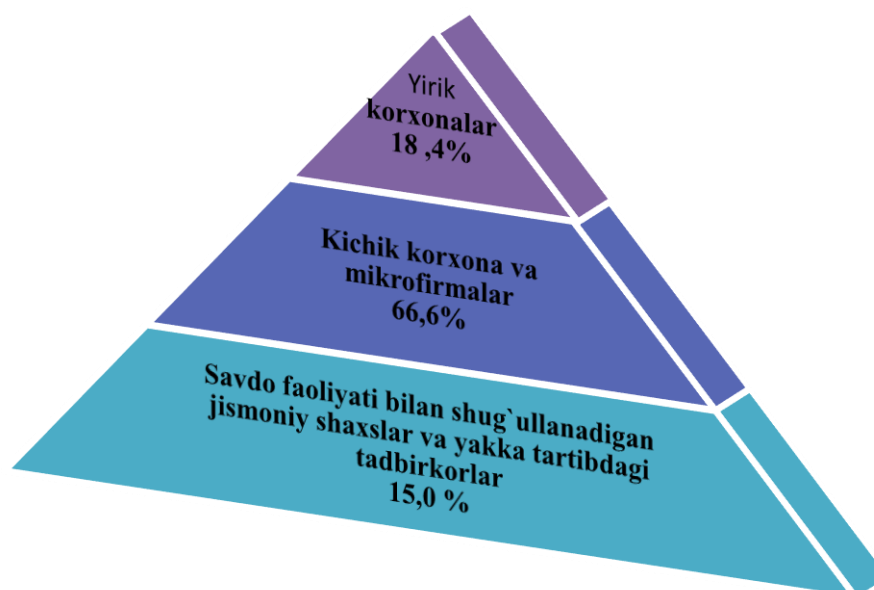 Yirik
korxonalar
18 ,4%
Kichik korxona va
mikrofirmalar
66,6%
Savdo faoliyati bilan shug`ullanadigan
jismoniy shaxslar va yakka tartibdagi
tadbirkorlar
15,0 %